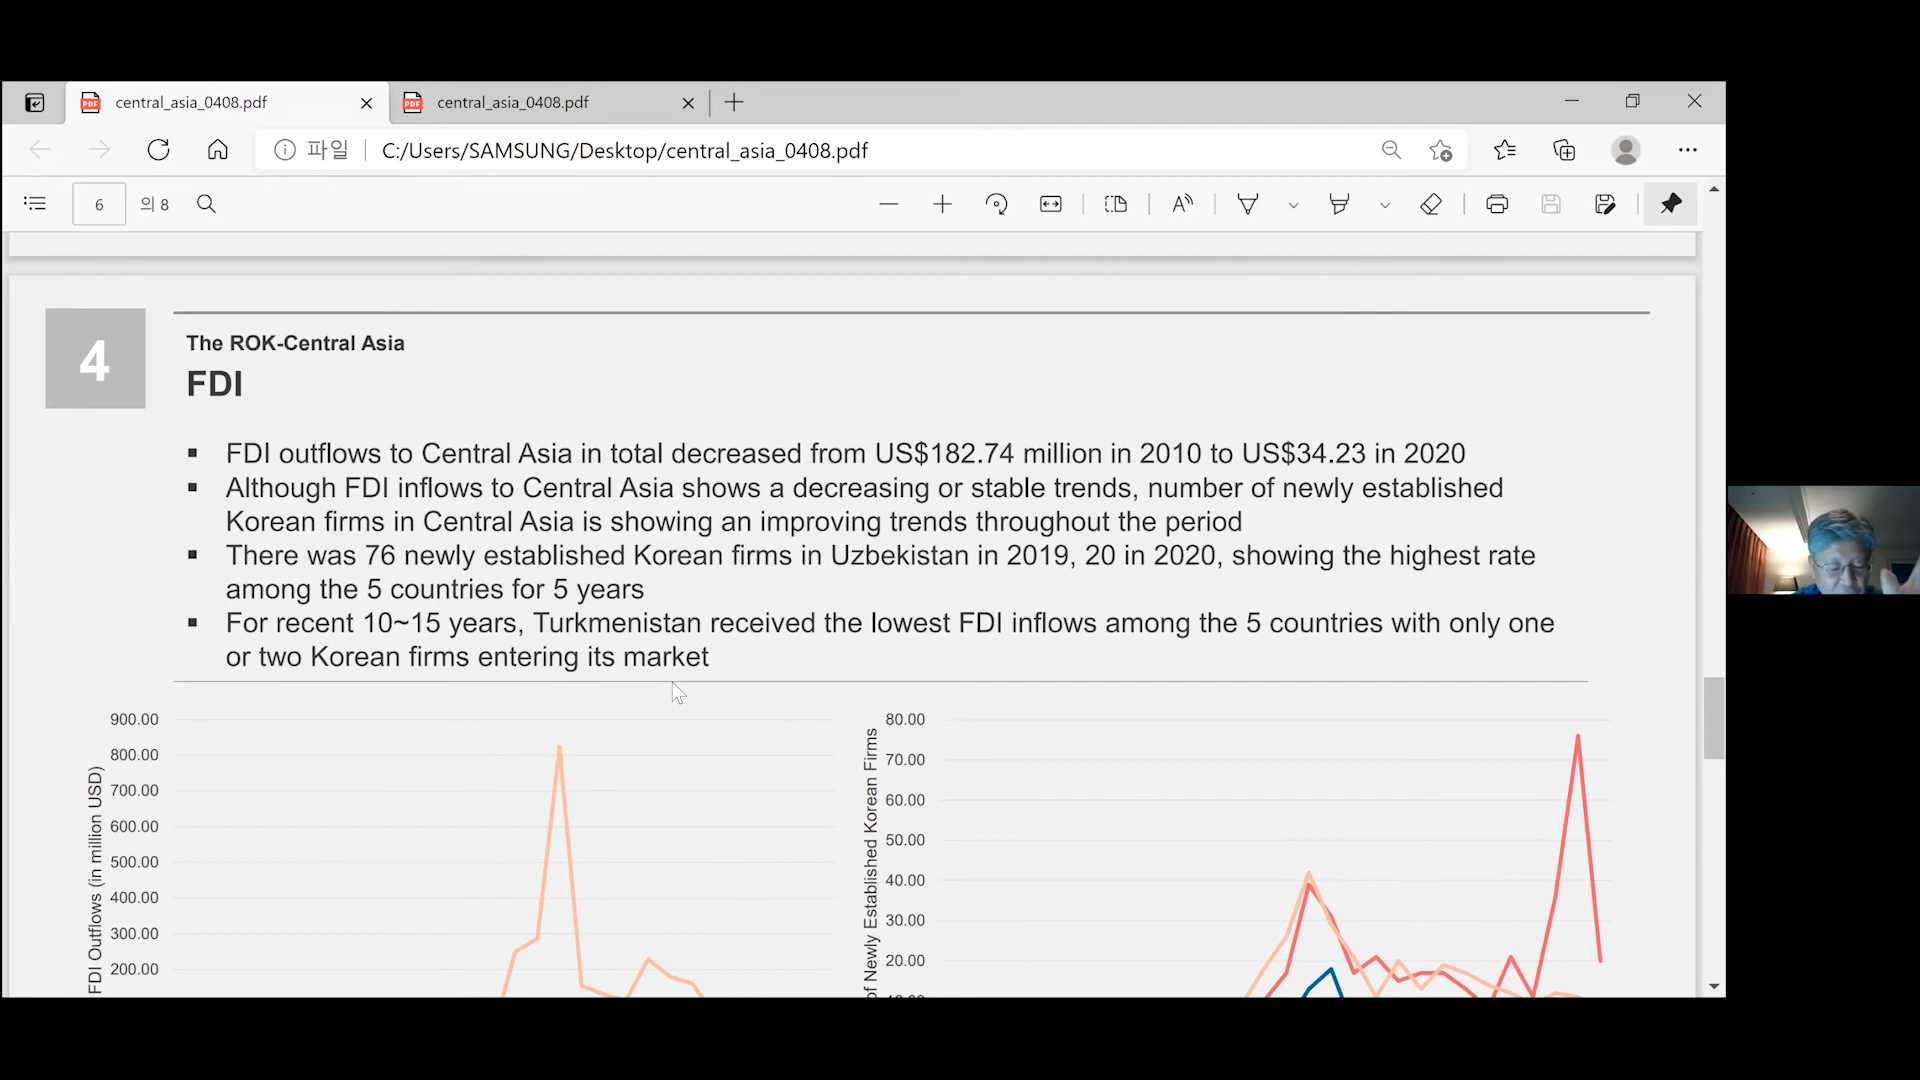 central_asia_0408.pdf
central_asia_0408.pdf
파일 C:/Users/SAMSUNG/Desktop/central_asia_0408.pdf
6 의 8
4
The ROK-Central Asia
FDI
▪ FDI outflows to Central Asia in total decreased from US$182.74 million in 2010 to US$34.23 in 2020
▪ Although FDI inflows to Central Asia shows a decreasing or stable trends, number of newly established
Korean firms in Central Asia is showing an improving trends throughout the period
▪ There was 76 newly established Korean firms in Uzbekistan in 2019, 20 in 2020, showing the highest rate
among the 5 countries for 5 years
▪ For recent 10~15 years, Turkmenistan received the lowest FDI inflows among the 5 countries with only one
or two Korean firms entering its market
FDI Outflows (in million USD)
900.00
800.00
700.00
600.00
500.00
400.00
300.00
200.00
of Newly Established Korean Firms
80.00
70.00
60.00
50.00
40.00
30.00
20.00